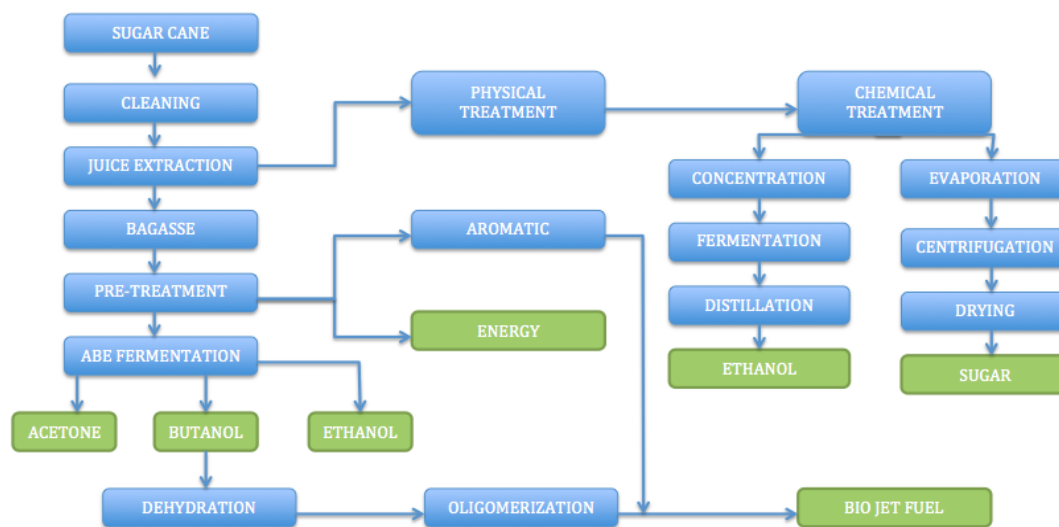 SUGAR CANE
CLEANING
JUICE EXTRACTION
BAGASSE
PRE-TREATMENT
ABE FERMENTATION
ACETONE
BUTANOL
ETHANOL
DEHYDRATION
OLIGOMERIZATION
BIO JET FUEL
PHYSICAL
TREATMENT
AROMATIC
ENERGY
CHEMICAL
TREATMENT
CONCENTRATION
FERMENTATION
DISTILLATION
ETHANOL
EVAPORATION
CENTRIFUGATION
DRYING
SUGAR